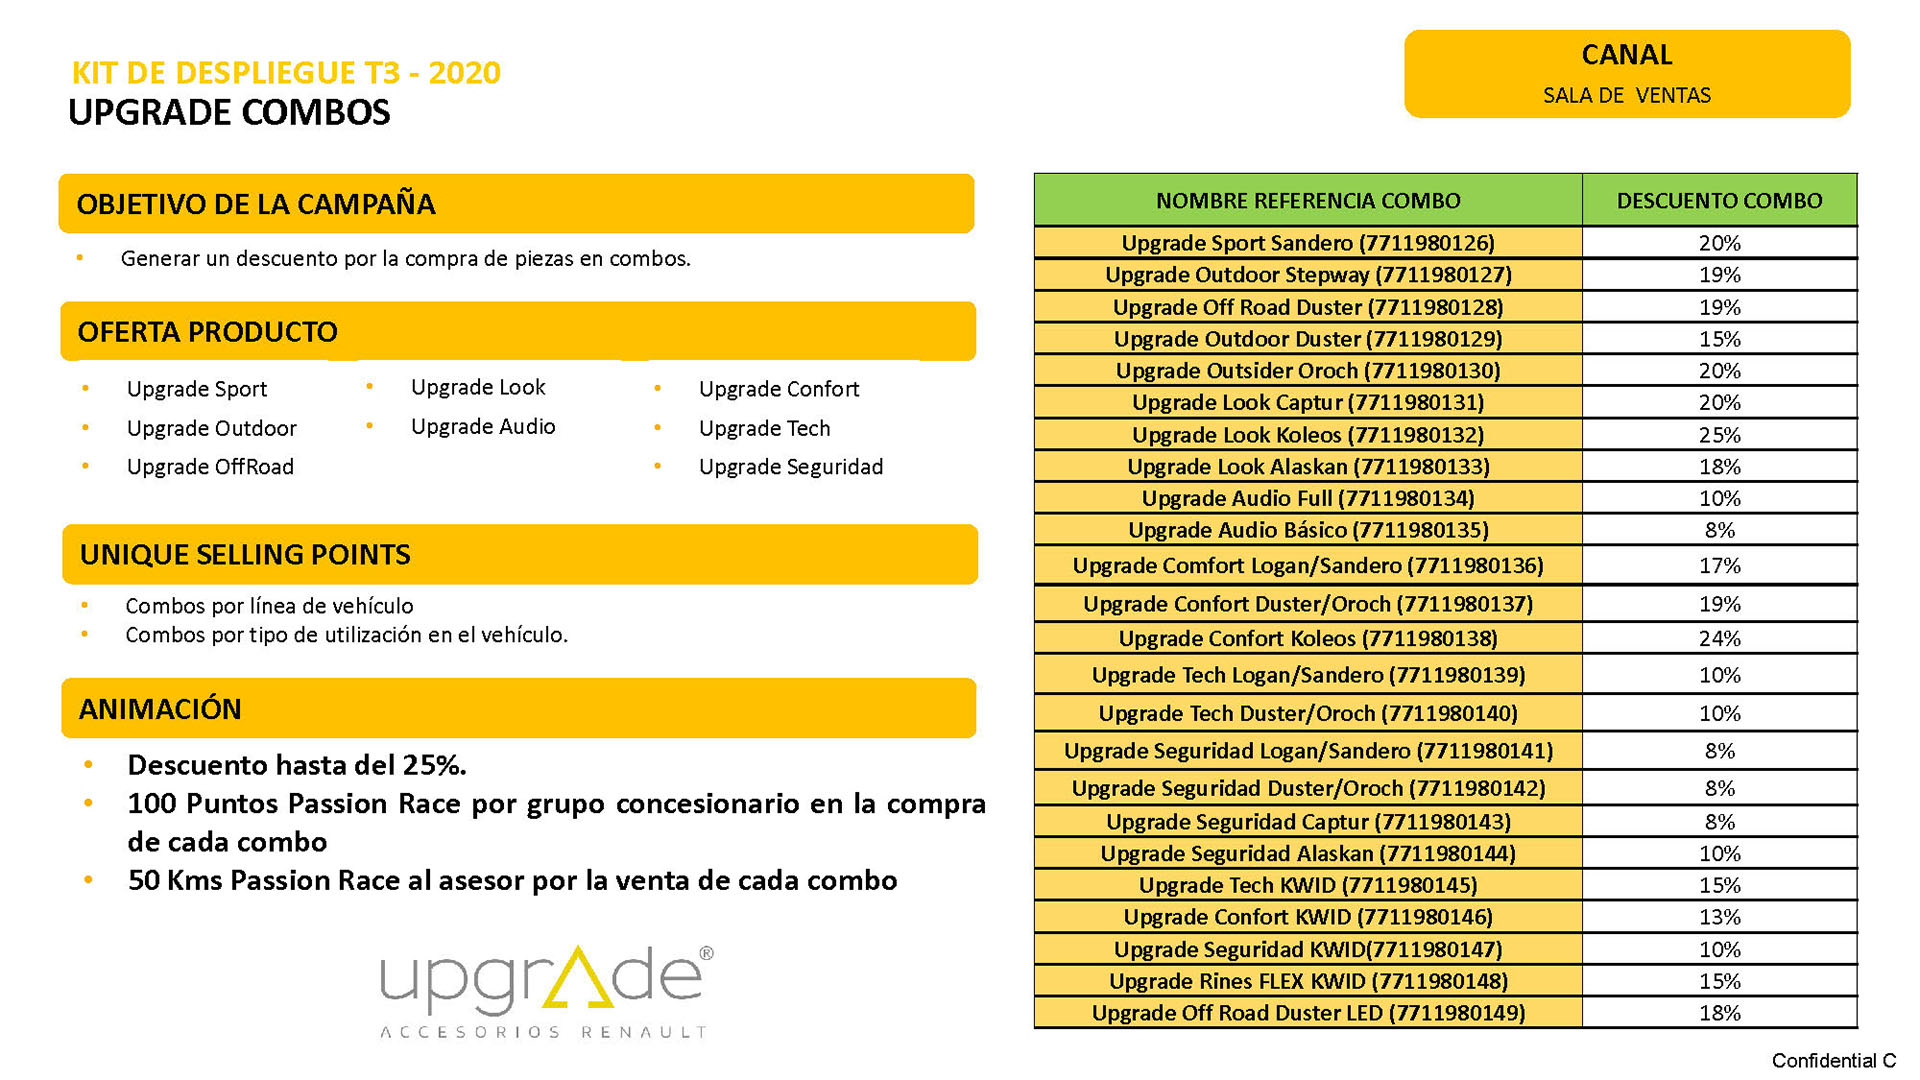 KIT DE DESPLIEGUE T3 - 2020
UPGRADE COMBOS
CANAL
SALA DE VENTAS
OBJETIVO DE LA CAMPAÑA
• Generar un descuento por la compra de piezas en combos.
OFERTA PRODUCTO
• Upgrade Sport
• Upgrade Outdoor
• Upgrade OffRoad
• Upgrade Look
• Upgrade Audio
• Upgrade Confort
• Upgrade Tech
• Upgrade Seguridad
UNIQUE SELLING POINTS
• Combos por línea de vehículo
• Combos por tipo de utilización en el vehículo.
ANIMACIÓN
• Descuento hasta del 25%.
• 100 Puntos Passion Race por grupo concesionario en la compra
de cada combo
• 50 Kms Passion Race al asesor por la venta de cada combo
upgrade®
ACCESORIOS RENAULT
NOMBRE REFERENCIA COMBO DESCUENTO COMBO
Upgrade Sport Sandero (7711980126) 20%
Upgrade Outdoor Stepway (7711980127) 19%
Upgrade Off Road Duster (7711980128) 19%
Upgrade Outdoor Duster (7711980129) 15%
Upgrade Outsider Oroch (7711980130) 20%
Upgrade Look Captur (7711980131) 20%
Upgrade Look Koleos (7711980132) 25%
Upgrade Look Alaskan (7711980133) 18%
Upgrade Audio Full (7711980134) 10%
Upgrade Audio Básico (7711980135) 8%
Upgrade Comfort Logan/Sandero (7711980136) 17%
Upgrade Confort Duster/Oroch (7711980137) 19%
Upgrade Confort Koleos (7711980138) 24%
Upgrade Tech Logan/Sandero (7711980139) 10%
Upgrade Tech Duster/Oroch (7711980140) 10%
Upgrade Seguridad Logan/Sandero (7711980141) 8%
Upgrade Seguridad Duster/Oroch (7711980142) 8%
Upgrade Seguridad Captur (7711980143) 8%
Upgrade Seguridad Alaskan (7711980144) 10%
Upgrade Tech KWID (7711980145) 15%
Upgrade Confort KWID (7711980146) 13%
Upgrade Seguridad KWID(7711980147) 10%
Upgrade Rines FLEX KWID (7711980148) 15%
Upgrade Off Road Duster LED (7711980149) 18%
Confidential C